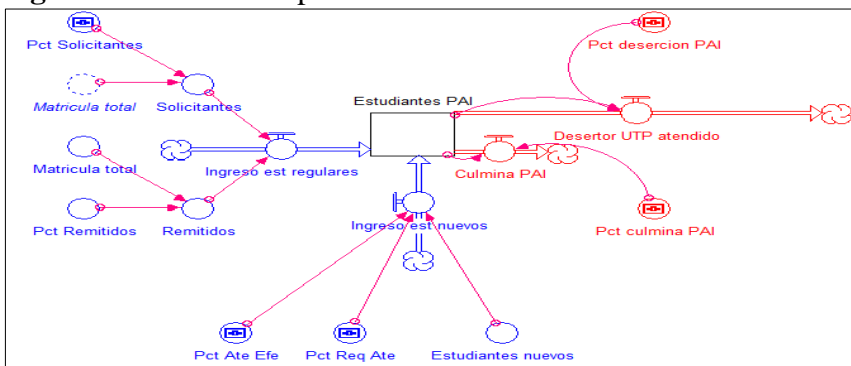 Pct Solicitantes
Pct desercion PAI
Matricula total
Solicitantes
Estudiantes PAI
Desertor UTP atendido
Matricula total
Ingreso est regulares
Culmina PAI
Pct Remitidos
Remitidos
Ingreso est nuevos
Pct culmina PAI
Pct Ate Efe
Pct Req Ate
Estudiantes nuevos